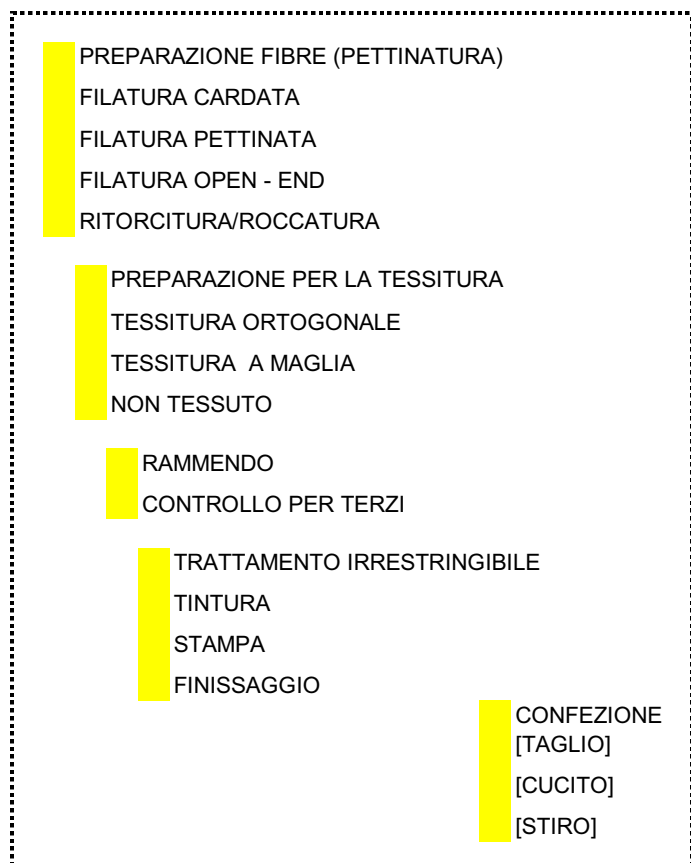 PREPARAZIONE FIBRE (PETTINATURA)
FILATURA CARDATA
FILATURA PETTINATA
FILATURA OPEN - END
RITORCITURA/ROCCATURA
PREPARAZIONE PER LA TESSITURA
TESSITURA ORTOGONALE
TESSITURA A MAGLIA
NON TESSUTO
RAMMENDO
CONTROLLO PER TERZI
TRATTAMENTO IRRESTRINGIBILE
TINTURA
STAMPA
FINISSAGGIO
CONFEZIONE
[TAGLIO]
[CUCITO]
[STIRO]